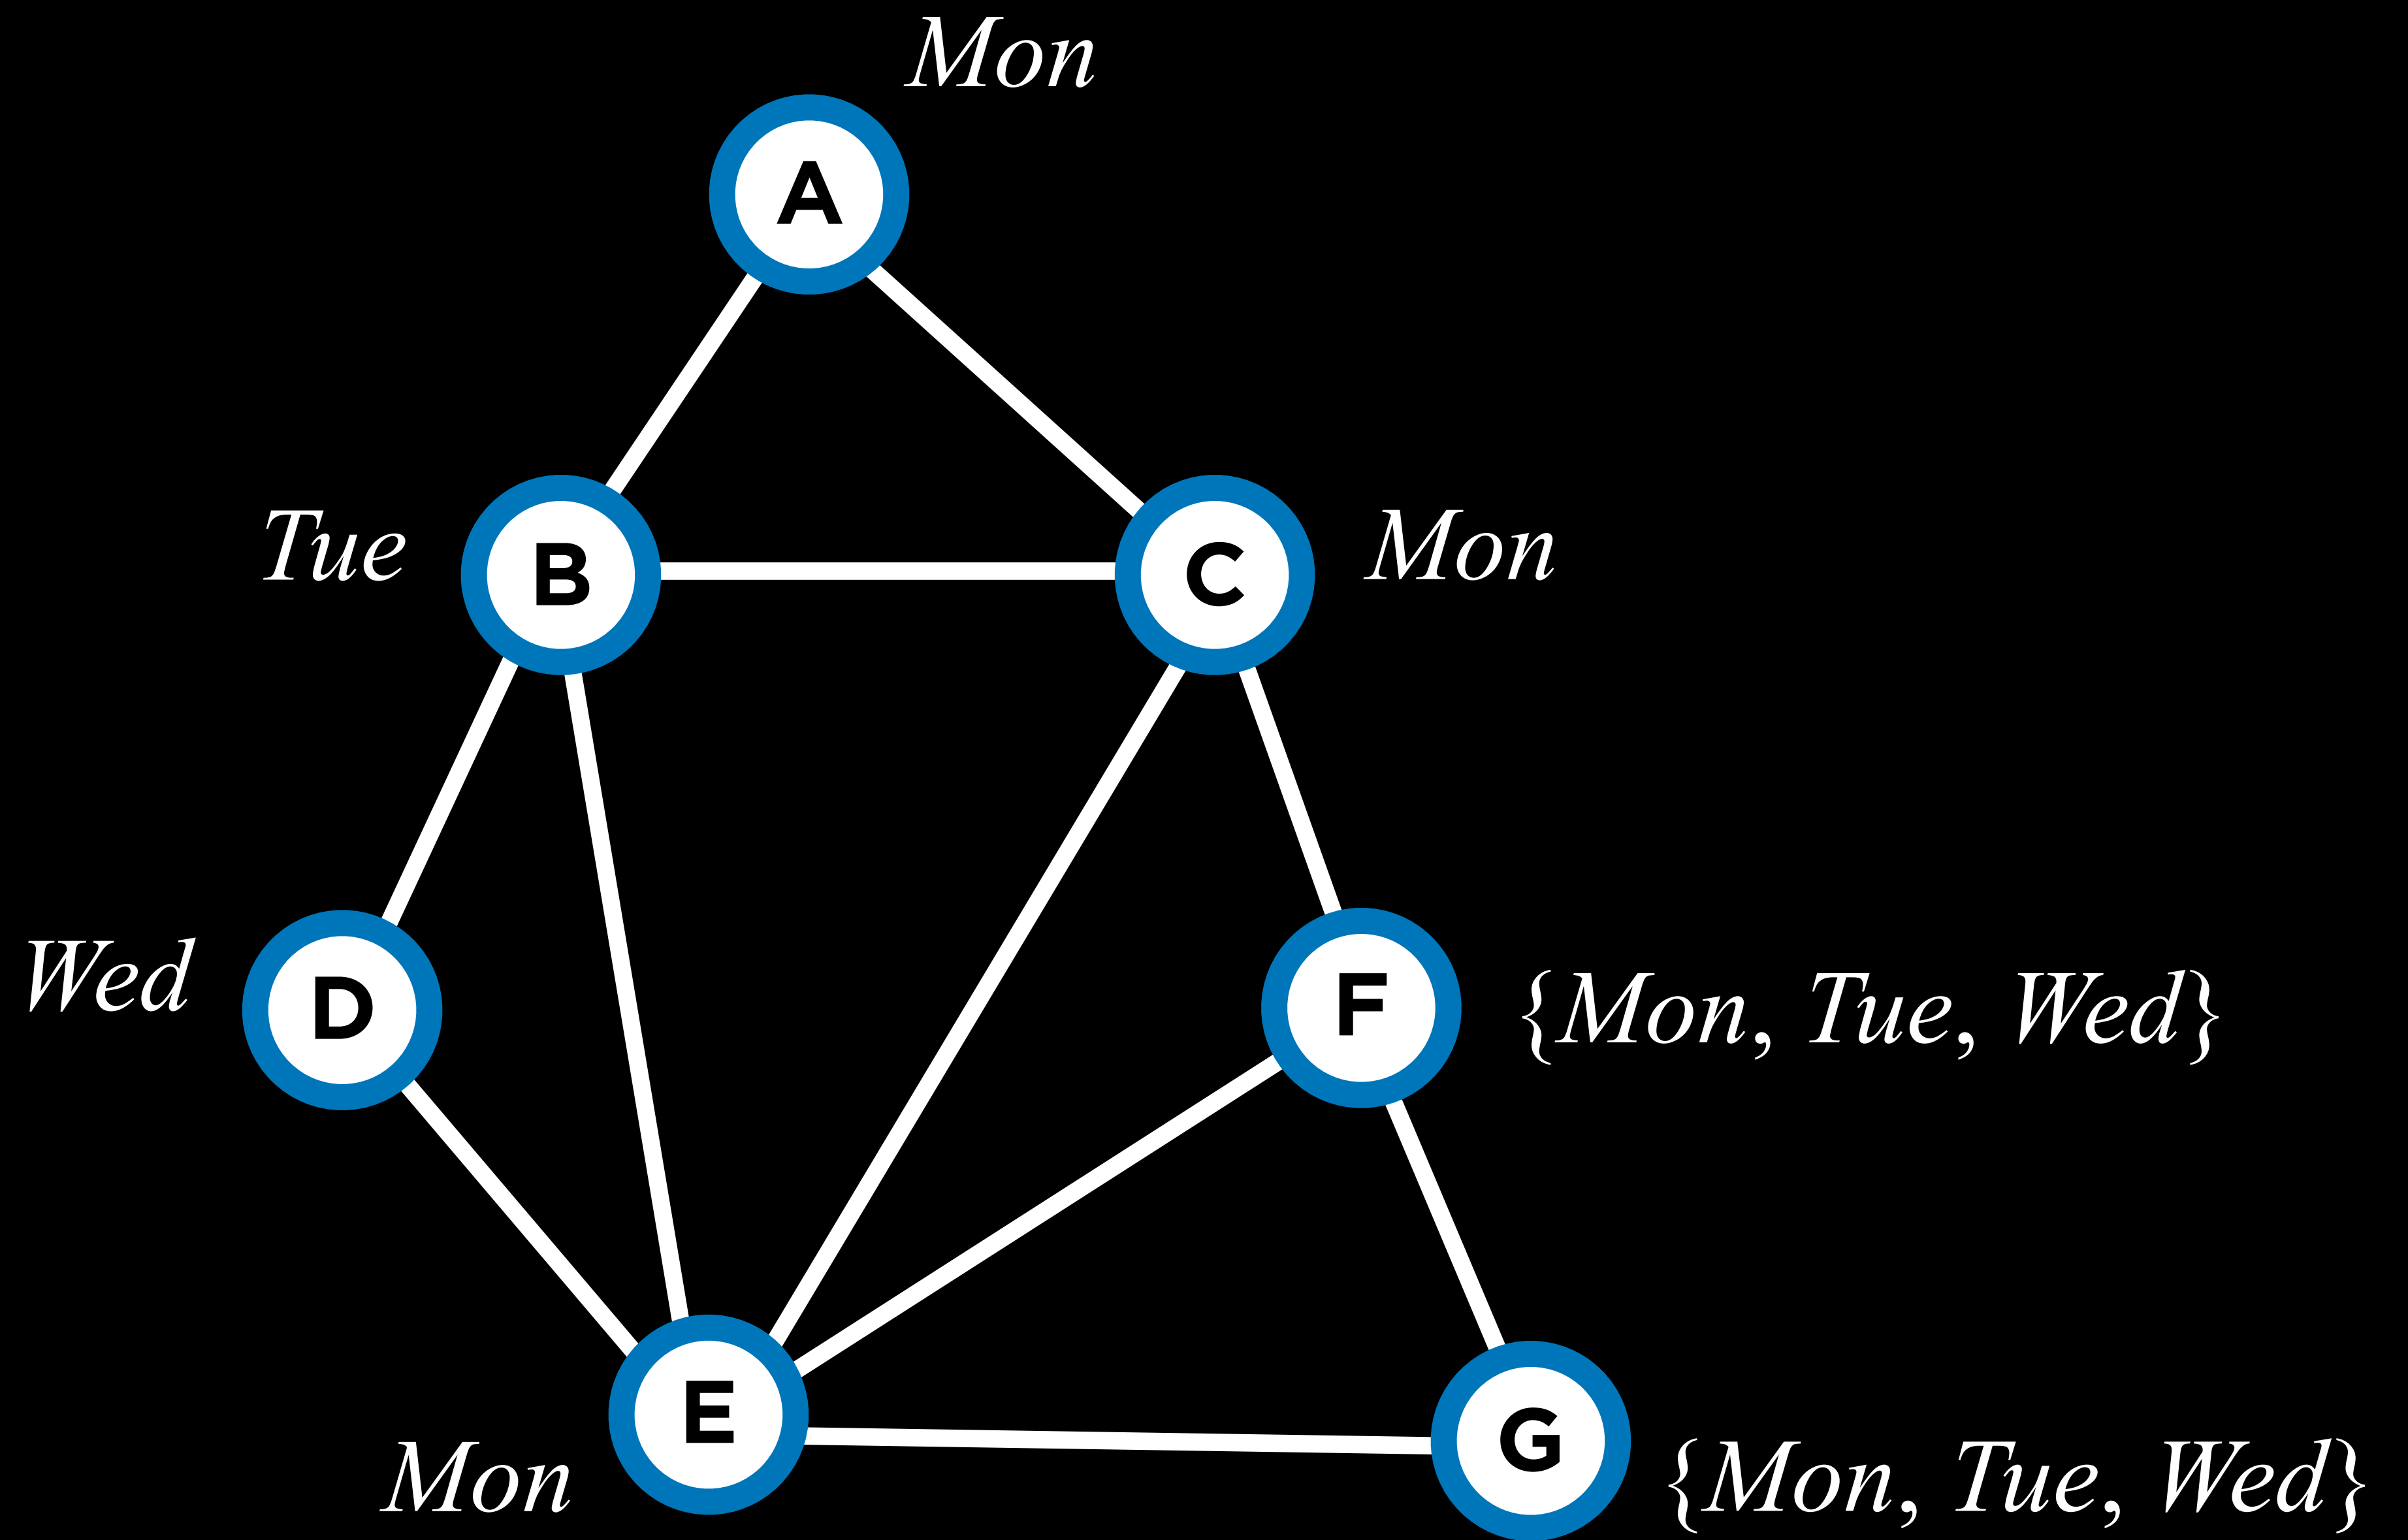 Mon
A
Tue
B
C
Mon
Wed
D
F
{Mon, Tue, Wed}
E
Mon
G
{Mon, Tue, Wed}